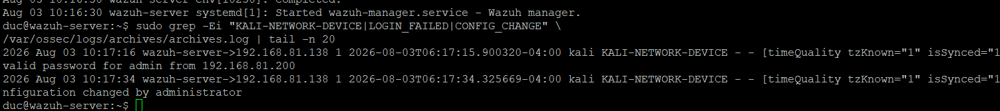 Aug 03 10:16:30 wazuh-server env[10230]: Completed.
Aug 03 10:16:30 wazuh-server systemd[1]: Started wazuh-manager.service - Wazuh manager.
duc@wazuh-server:~$ sudo grep -Ei "KALI-NETWORK-DEVICE|LOGIN_FAILED|CONFIG_CHANGE" \
/var/ossec/logs/archives/archives.log | tail -n 20
2026 Aug 03 10:17:16 wazuh-server->192.168.81.138 1 2026-08-03T06:17:15.900320-04:00 kali KALI-NETWORK-DEVICE - - [timeQuality tzKnown="1" isSynced="1
valid password for admin from 192.168.81.200
2026 Aug 03 10:17:34 wazuh-server->192.168.81.138 1 2026-08-03T06:17:34.325669-04:00 kali KALI-NETWORK-DEVICE - - [timeQuality tzKnown="1" isSynced="1
nfiguration changed by administrator
duc@wazuh-server:~$